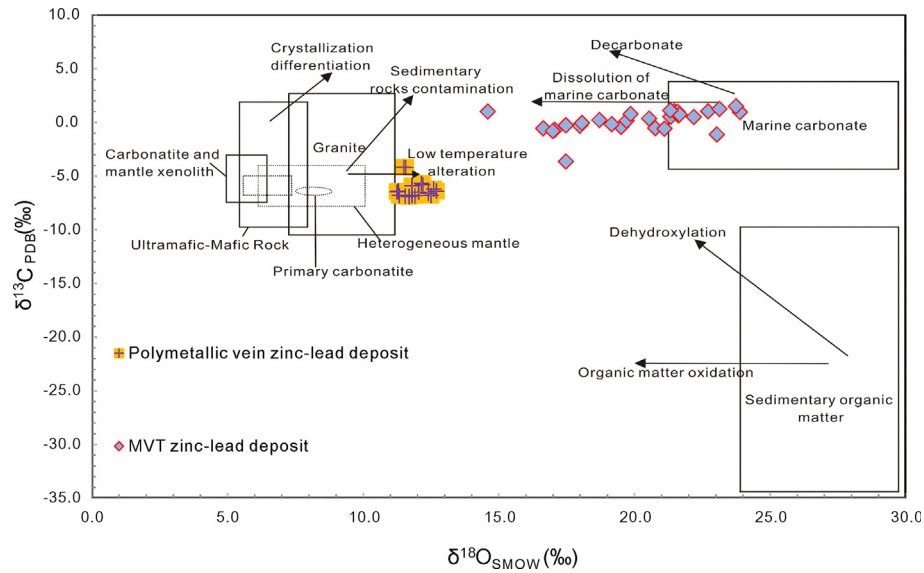 10.0
5.0
0.0
-5.0
-10.0
-15.0
-20.0
-25.0
-30.0
-35.0
δ¹³C PDB(‰)
Crystallization
differentiation
Sedimentary
rocks contamination
Decarbonate
Dissolution of
marine carbonate
Marine carbonate
Carbonatite and
mantle xenolith
Granite
Low temperature
alteration
Ultramafic-Mafic Rock
Heterogeneous mantle
Primary carbonatite
Dehydroxylation
Polymetallic vein zinc-lead deposit
Organic matter oxidation
Sedimentary organic
matter
MVT zinc-lead deposit
0.0 5.0 10.0 15.0 20.0 25.0 30.0
δ¹⁸O SMOW (‰)